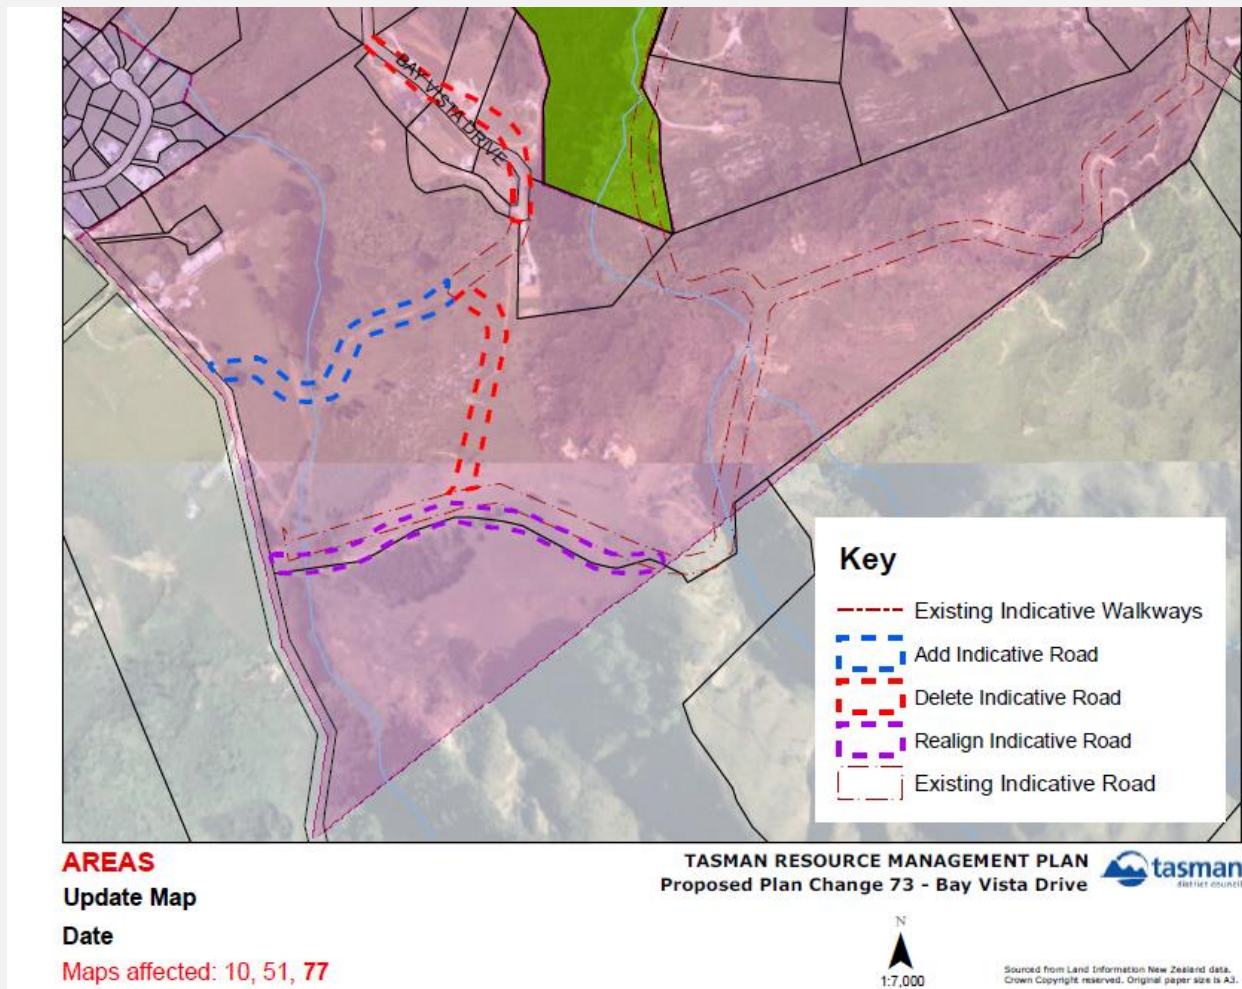 BAY VISTA DRIVE
Key
Existing Indicative Walkways
Add Indicative Road
Delete Indicative Road
Realign Indicative Road
Existing Indicative Road
AREAS
Update Map
Date
Maps affected: 10, 51, 77
TASMAN RESOURCE MANAGEMENT PLAN
Proposed Plan Change 73 - Bay Vista Drive
tasman
district council
N
1:7,000
Sourced from Land Information New Zealand data.
Crown Copyright reserved. Original paper size is A3.